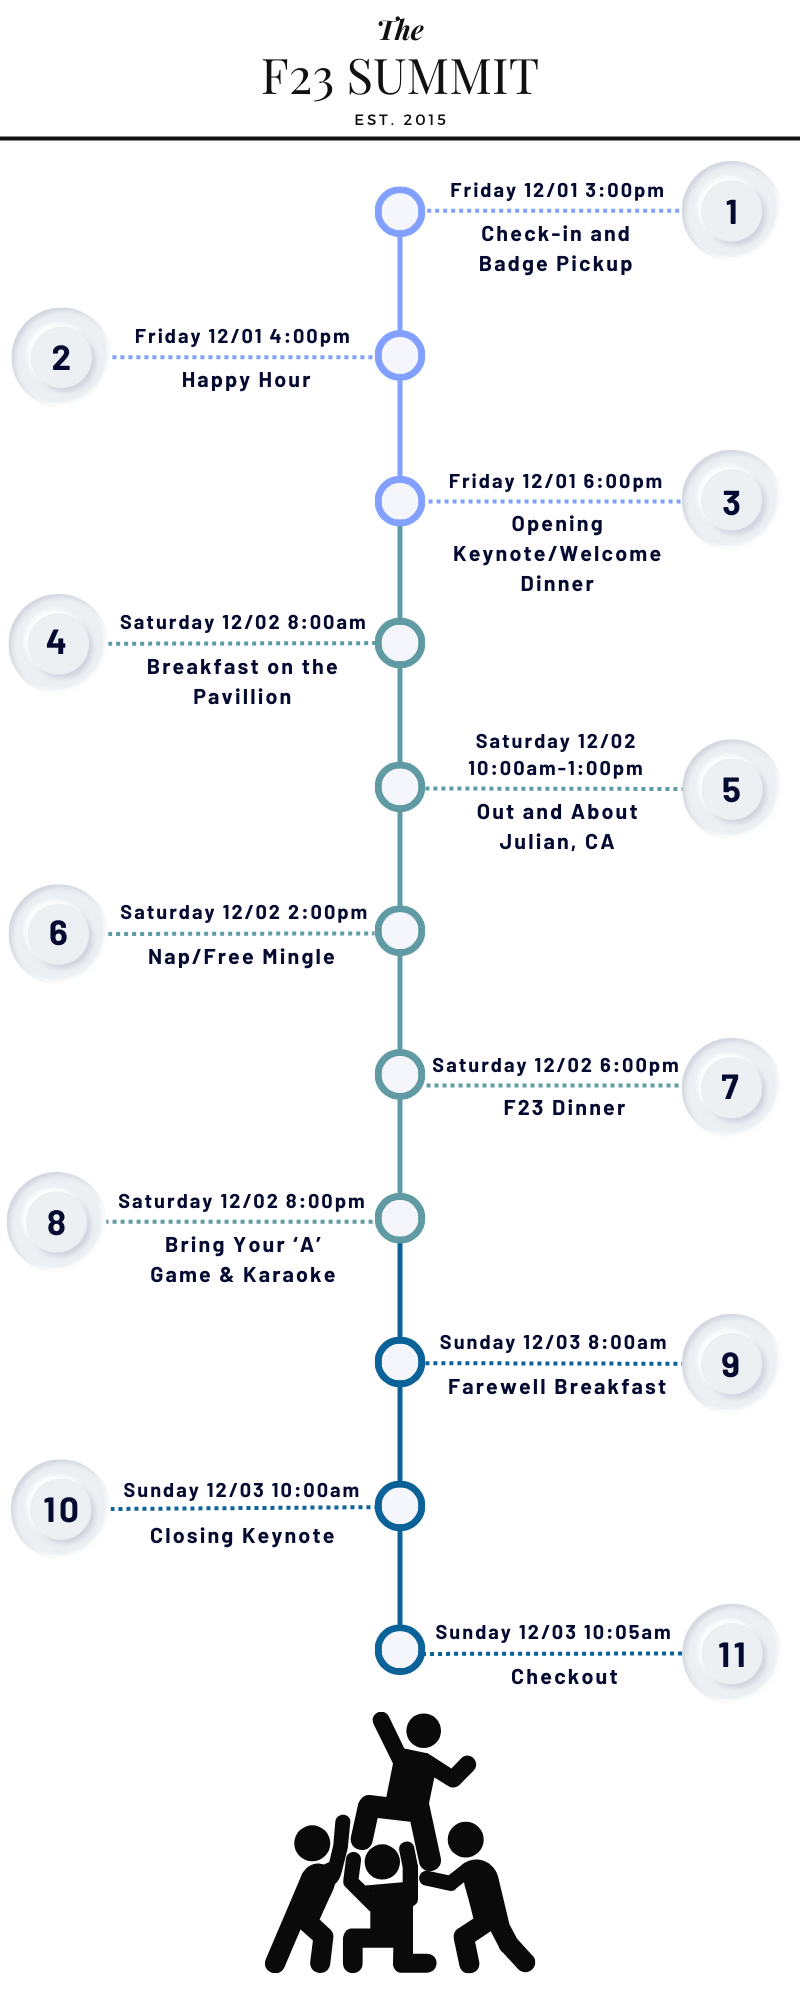 The
F23 SUMMIT
EST. 2015
Friday 12/01 3:00pm
1
Check-in and
Badge Pickup
Friday 12/01 4:00pm
2
Happy Hour
Friday 12/01 6:00pm
3
Opening
Keynote/Welcome
Dinner
Saturday 12/02 8:00am
4
Breakfast on the
Pavillion
Saturday 12/02
10:00am-1:00pm
5
Out and About
Julian, CA
Saturday 12/02 2:00pm
6
Nap/Free Mingle
Saturday 12/02 6:00pm
7
F23 Dinner
Saturday 12/02 8:00pm
8
Bring Your ‘A’
Game & Karaoke
Sunday 12/03 8:00am
9
Farewell Breakfast
Sunday 12/03 10:00am
10
Closing Keynote
Sunday 12/03 10:05am
11
Checkout